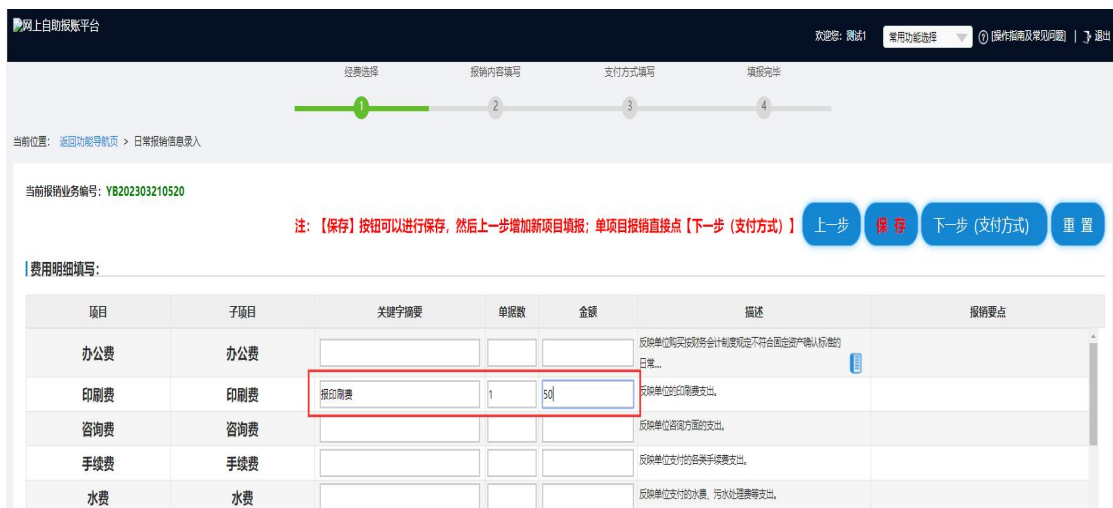 网上自助报账平台
欢迎您：测试1 常用功能选择 [操作指南及常见问题] | 退出
经费选择 报销内容填写 支付方式填写 填报完毕
1 2 3 4
当前位置： 返回功能导航页 > 日常报销信息录入
当前报销业务编号：YB202303210520
注：【保存】按钮可以进行保存，然后上一步增加新项目填报；单项目报销直接点【下一步（支付方式）】 上一步 保 存 下一步 (支付方式) 重 置
费用明细填写：
项目 子项目 关键字摘要 单据数 金额 描述 报销要点
办公费 办公费 反映单位购买按财务会计制度规定不符合固定资产确认标准的
日常...
印刷费 印刷费 报印刷费 1 50 反映单位的印刷费支出。
咨询费 咨询费 反映单位咨询方面的支出。
手续费 手续费 反映单位支付的各类手续费支出。
水费 水费 反映单位支付的水费、污水处理费等支出。